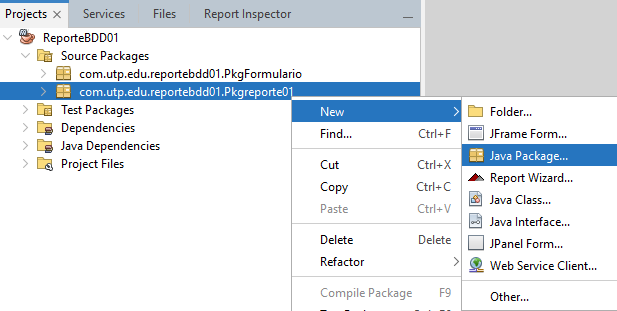 Projects × Services Files Report Inspector
ReporteBDD01
Source Packages
com.utp.edu.reportebdd01.PkgFormulario
com.utp.edu.reportebdd01.Pkgreporte01
Test Packages
Dependencies
Java Dependencies
Project Files
New
Find... Ctrl+F
Cut Ctrl+X
Copy Ctrl+C
Paste Ctrl+V
Delete Delete
Refactor
Compile Package F9
Folder...
JFrame Form...
Java Package...
Report Wizard...
Java Class...
Java Interface...
JPanel Form...
Web Service Client...
Other...